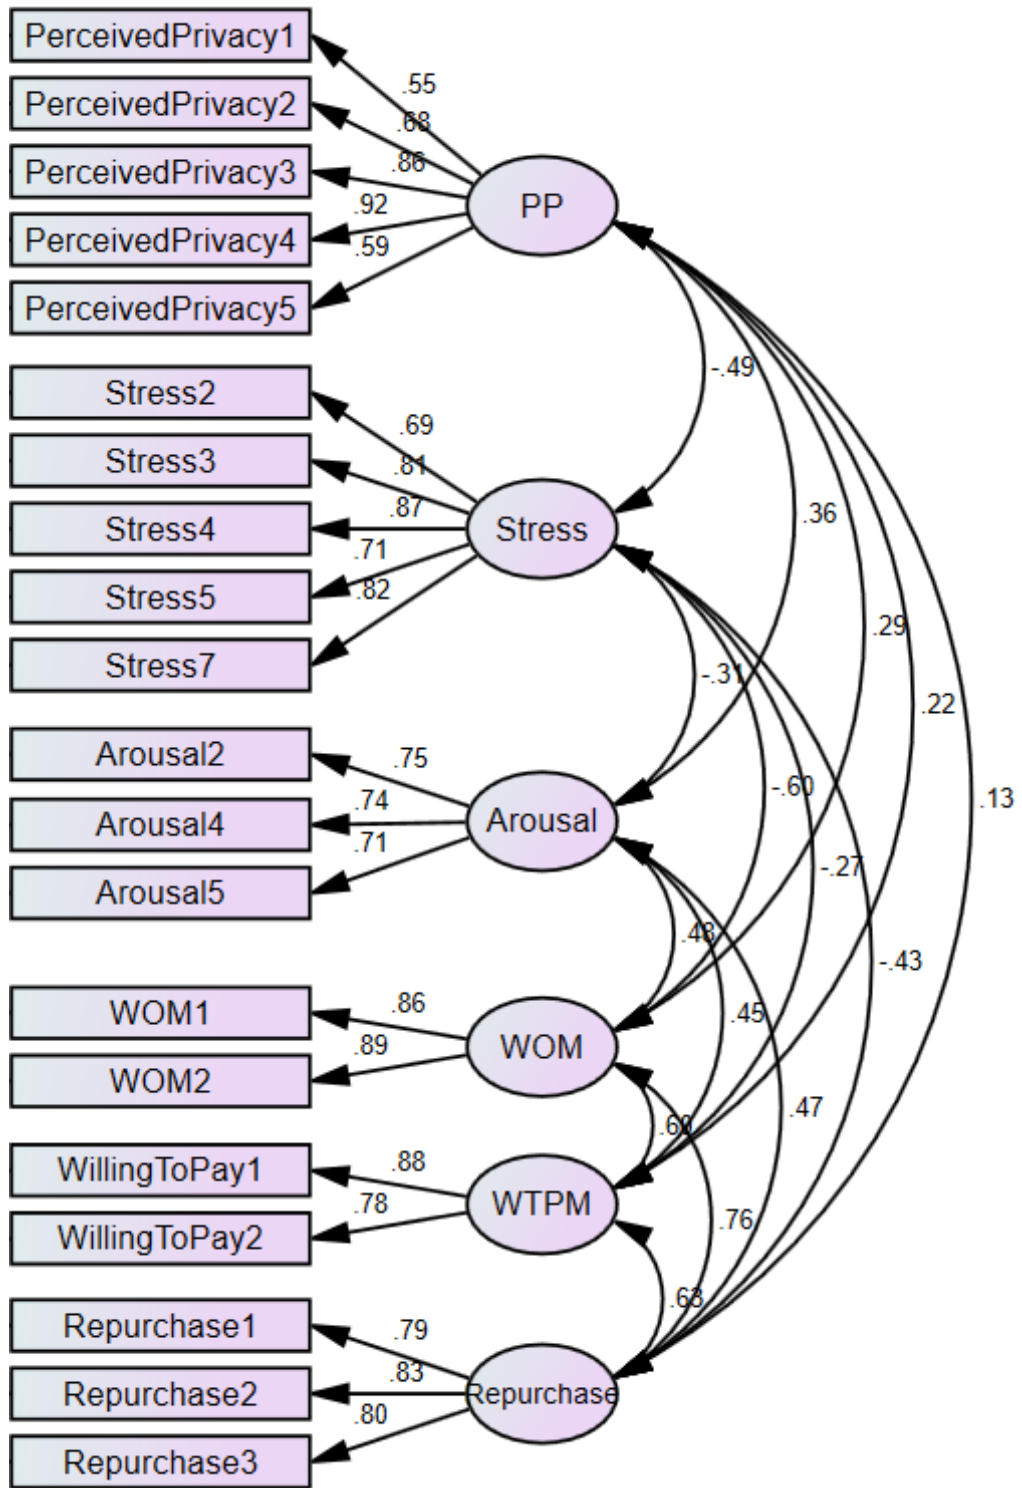 PerceivedPrivacy1
PerceivedPrivacy2
PerceivedPrivacy3
PerceivedPrivacy4
PerceivedPrivacy5
.55
.68
.86
.92
.59
PP
Stress2
Stress3
Stress4
Stress5
Stress7
.69
.81
.87
.71
.82
Stress
Arousal2
Arousal4
Arousal5
.75
.74
.71
Arousal
WOM1
WOM2
.86
.89
WOM
WillingToPay1
WillingToPay2
.88
.78
WTPM
Repurchase1
Repurchase2
Repurchase3
.79
.83
.80
Repurchase
-.49
.36
.29
.22
.13
-.31
-.60
-.27
-.43
.48
.45
.47
.60
.76
.63